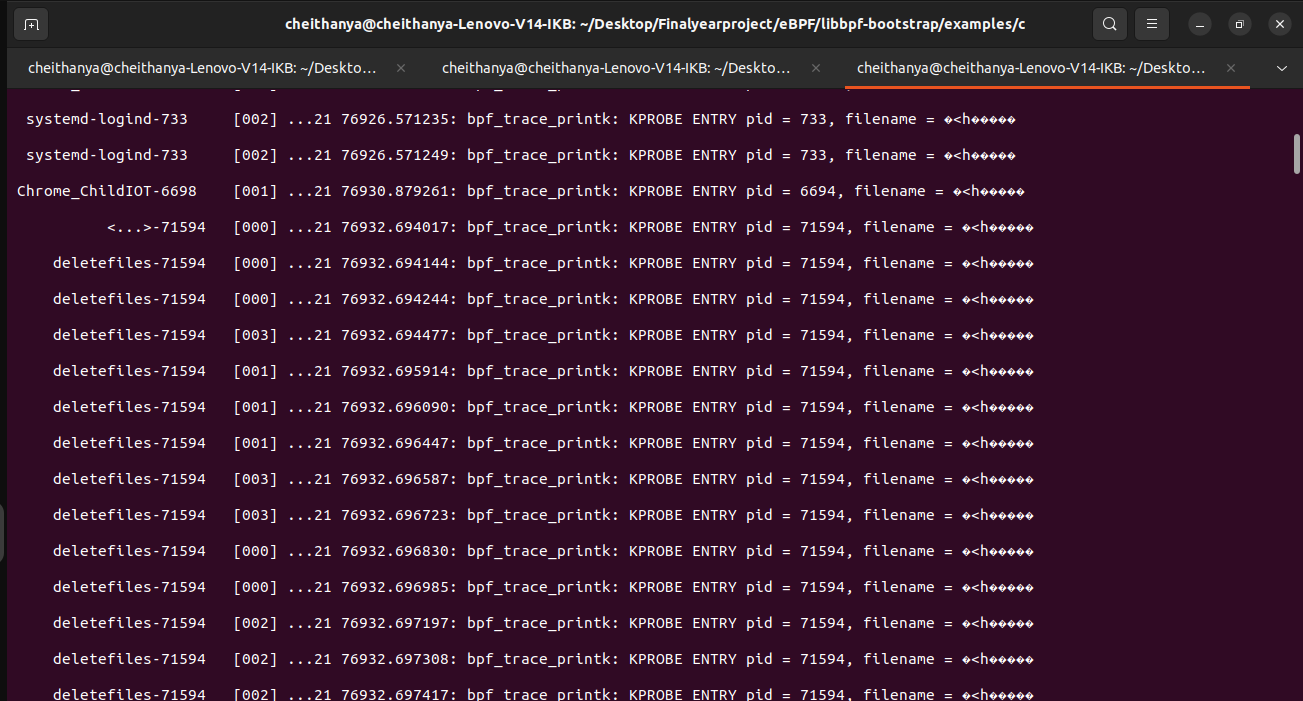 cheithanya@cheithanya-Lenovo-V14-IKB: ~/Desktop/Finalyearproject/eBPF/libbpf-bootstrap/examples/c
cheithanya@cheithanya-Lenovo-V14-IKB: ~/Deskto... × cheithanya@cheithanya-Lenovo-V14-IKB: ~/Deskto... × cheithanya@cheithanya-Lenovo-V14-IKB: ~/Deskto... ×
systemd-logind-733 [002] ...21 76926.571235: bpf_trace_printk: KPROBE ENTRY pid = 733, filename = �<h�����
systemd-logind-733 [002] ...21 76926.571249: bpf_trace_printk: KPROBE ENTRY pid = 733, filename = �<h�����
Chrome_ChildIOT-6698 [001] ...21 76930.879261: bpf_trace_printk: KPROBE ENTRY pid = 6694, filename = �<h�����
<...>-71594 [000] ...21 76932.694017: bpf_trace_printk: KPROBE ENTRY pid = 71594, filename = �<h�����
deletefiles-71594 [000] ...21 76932.694144: bpf_trace_printk: KPROBE ENTRY pid = 71594, filename = �<h�����
deletefiles-71594 [000] ...21 76932.694244: bpf_trace_printk: KPROBE ENTRY pid = 71594, filename = �<h�����
deletefiles-71594 [003] ...21 76932.694477: bpf_trace_printk: KPROBE ENTRY pid = 71594, filename = �<h�����
deletefiles-71594 [001] ...21 76932.695914: bpf_trace_printk: KPROBE ENTRY pid = 71594, filename = �<h�����
deletefiles-71594 [001] ...21 76932.696090: bpf_trace_printk: KPROBE ENTRY pid = 71594, filename = �<h�����
deletefiles-71594 [001] ...21 76932.696447: bpf_trace_printk: KPROBE ENTRY pid = 71594, filename = �<h�����
deletefiles-71594 [003] ...21 76932.696587: bpf_trace_printk: KPROBE ENTRY pid = 71594, filename = �<h�����
deletefiles-71594 [003] ...21 76932.696723: bpf_trace_printk: KPROBE ENTRY pid = 71594, filename = �<h�����
deletefiles-71594 [000] ...21 76932.696830: bpf_trace_printk: KPROBE ENTRY pid = 71594, filename = �<h�����
deletefiles-71594 [000] ...21 76932.696985: bpf_trace_printk: KPROBE ENTRY pid = 71594, filename = �<h�����
deletefiles-71594 [002] ...21 76932.697197: bpf_trace_printk: KPROBE ENTRY pid = 71594, filename = �<h�����
deletefiles-71594 [002] ...21 76932.697308: bpf_trace_printk: KPROBE ENTRY pid = 71594, filename = �<h�����
deletefiles-71594 [002] ...21 76932.697417: bpf_trace_printk: KPROBE ENTRY pid = 71594, filename = �<h�����